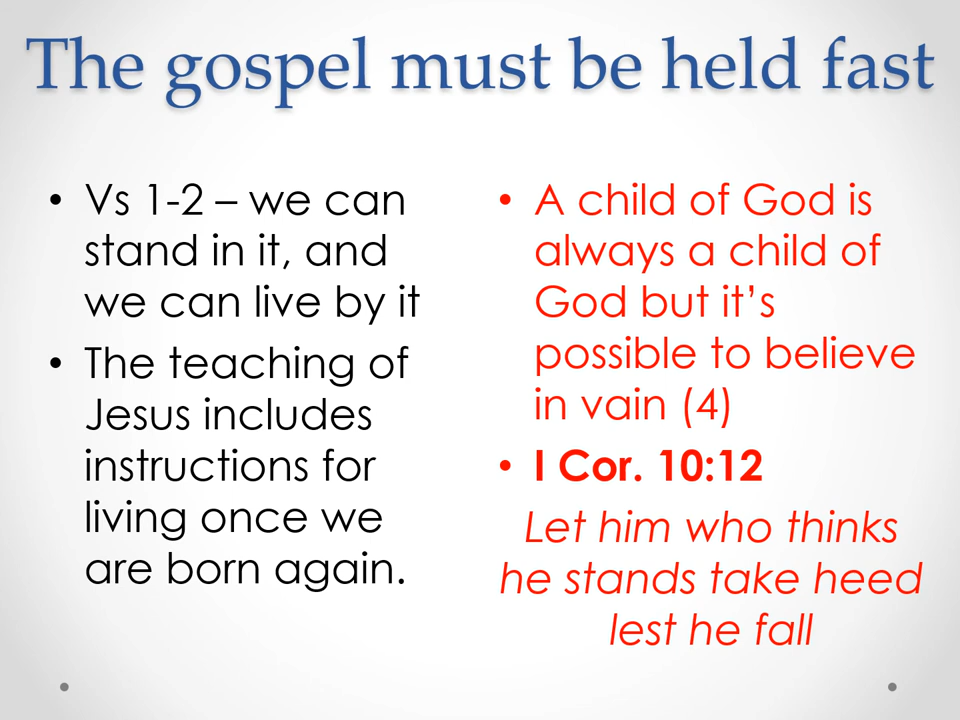 The gospel must be held fast
• Vs 1-2 – we can
stand in it, and
we can live by it
• The teaching of
Jesus includes
instructions for
living once we
are born again.
• A child of God is
always a child of
God but it’s
possible to believe
in vain (4)
• I Cor. 10:12
Let him who thinks
he stands take heed
lest he fall